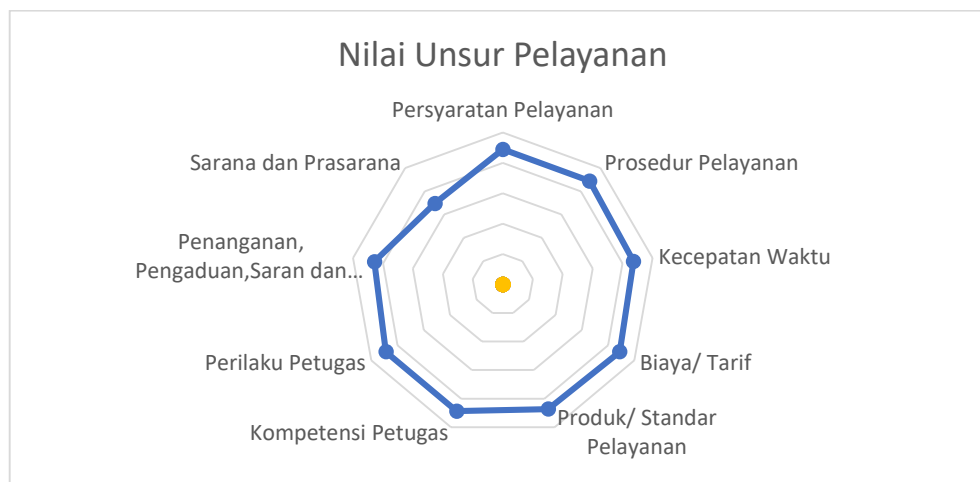 Nilai Unsur Pelayanan
Persyaratan Pelayanan
Prosedur Pelayanan
Kecepatan Waktu
Biaya/ Tarif
Produk/ Standar
Pelayanan
Kompetensi Petugas
Perilaku Petugas
Penanganan,
Pengaduan,Saran dan...
Sarana dan Prasarana